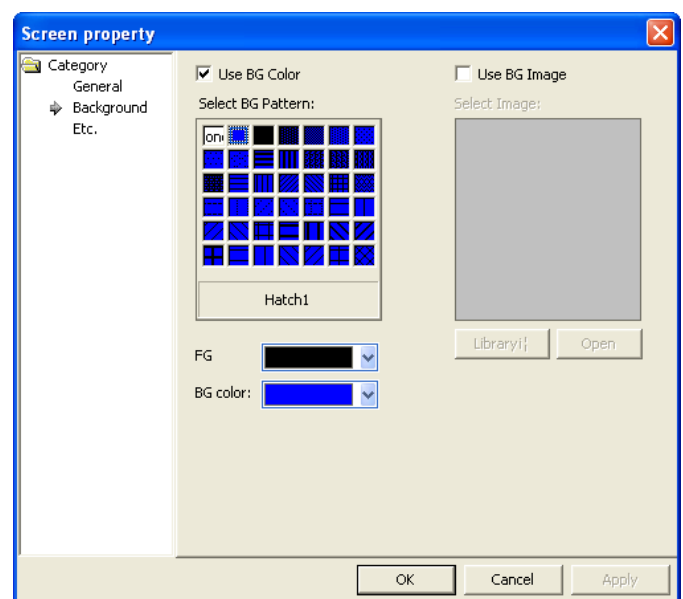 Screen property
Category
General
Background
Etc.
Use BG Color
Use BG Image
Select BG Pattern:
Select Image:
Hatch1
Library¡¦
Open
FG
BG color:
OK
Cancel
Apply